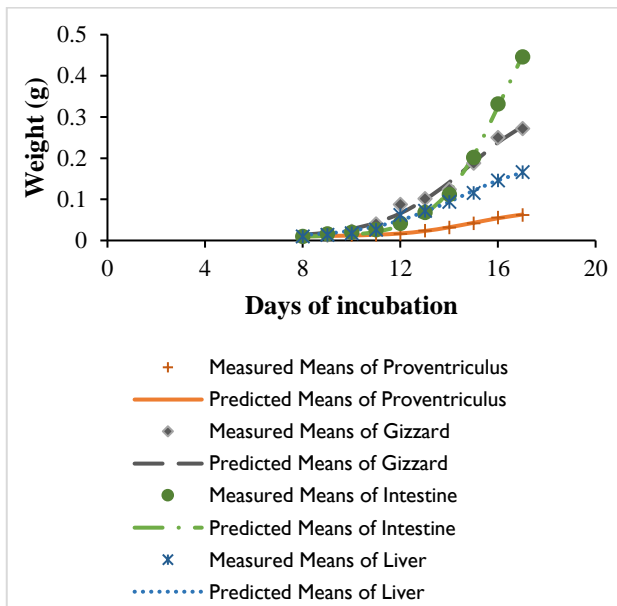 0.5
0.4
0.3
0.2
0.1
0
Weight (g)
0 4 8 12 16 20
Days of incubation
Measured Means of Proventriculus
Predicted Means of Proventriculus
Measured Means of Gizzard
Predicted Means of Gizzard
Measured Means of Intestine
Predicted Means of Intestine
Measured Means of Liver
Predicted Means of Liver